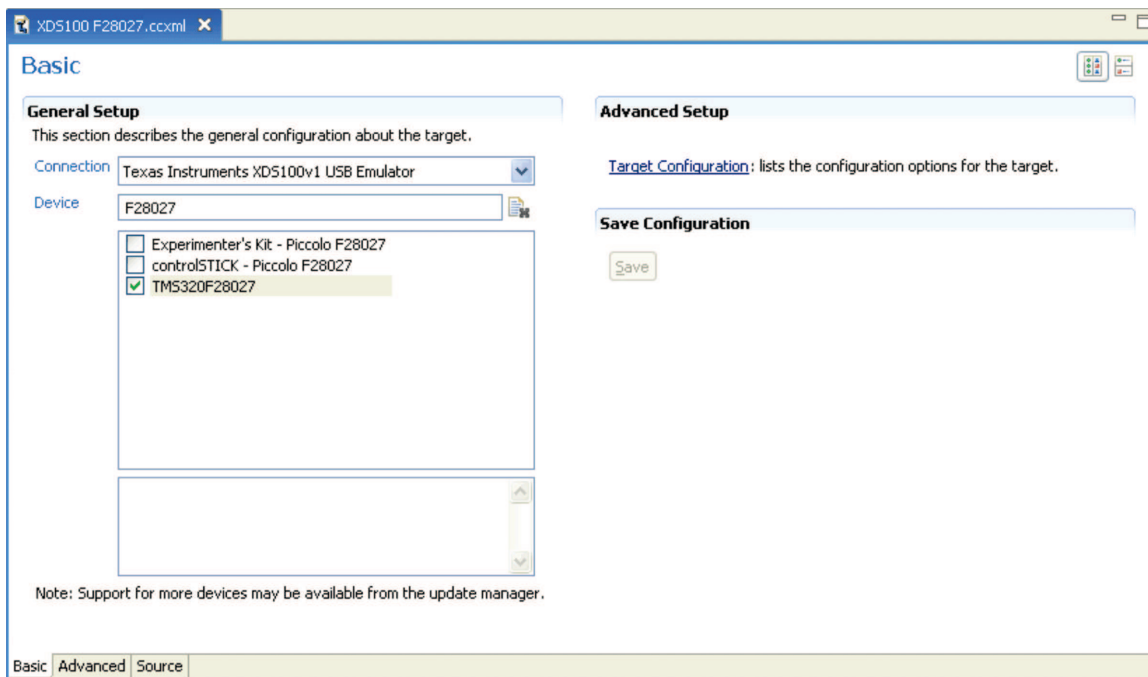 XDS100 F28027.ccxml
Basic
General Setup
This section describes the general configuration about the target.
Connection
Texas Instruments XDS100v1 USB Emulator
Device
F28027
Experimenter's Kit - Piccolo F28027
controlSTICK - Piccolo F28027
TMS320F28027
Note: Support for more devices may be available from the update manager.
Advanced Setup
Target Configuration: lists the configuration options for the target.
Save Configuration
Save
Basic Advanced Source